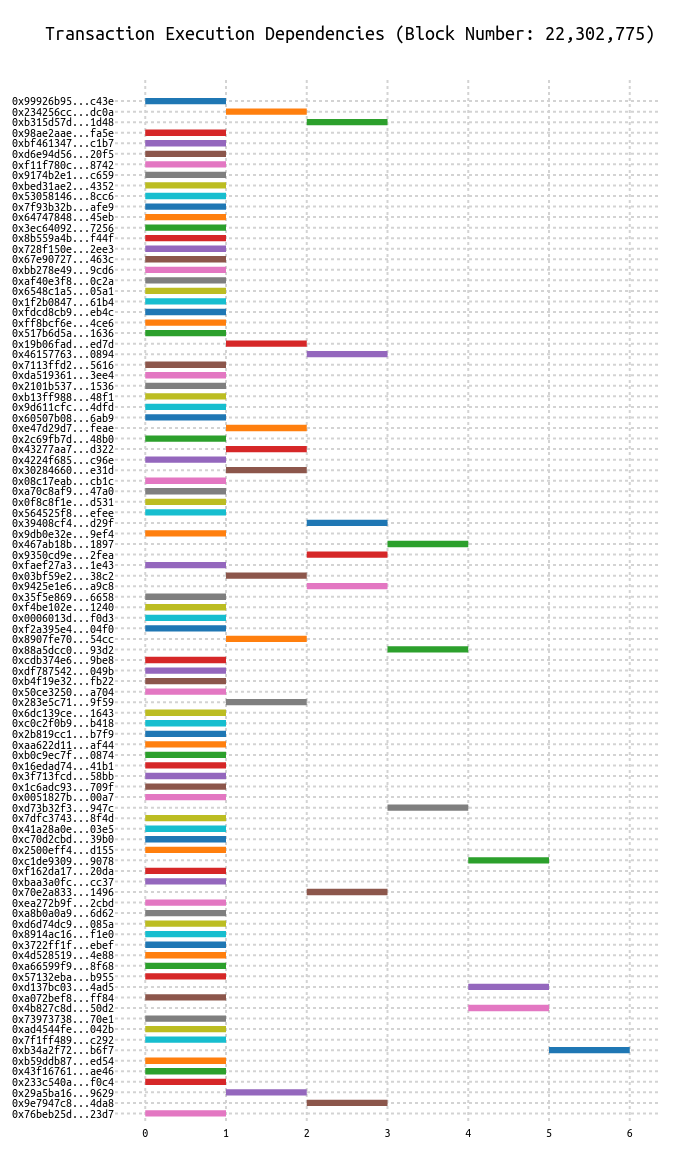 Transaction Execution Dependencies (Block Number: 22,302,775)
0x99926b95...c43e
0x234256cc...dc0a
0xb315d57d...1d48
0x98ae2aae...fa5e
0xbf461347...c1b7
0xd6e94d56...20f5
0xf11f780c...8742
0x9174b2e1...c659
0xbed31ae2...4352
0x53058146...8cc6
0x7f93b32b...afe9
0x64747848...45eb
0x3ec64092...7256
0x8b559a4b...f44f
0x728f150e...2ee3
0x67e90727...463c
0xbb278e49...9cd6
0xaf40e3f8...0c2a
0x6548c1a5...05a1
0x1f2b0847...61b4
0xfdcd8cb9...eb4c
0xff8bcf6e...4ce6
0x517b6d5a...1636
0x19b06fad...ed7d
0x46157763...0894
0x7113ffd2...5616
0xda519361...3ee4
0x2101b537...1536
0xb13ff988...48f1
0x9d611cfc...4dfd
0x60507b08...6ab9
0xe47d29d7...feae
0x2c69fb7d...48b0
0x43277aa7...d322
0x4224f685...c96e
0x30284660...e31d
0x08c17eab...cb1c
0xa70c8af9...47a0
0x0f8c8f1e...d531
0x564525f8...efee
0x39408cf4...d29f
0x9db0e32e...9ef4
0x467ab18b...1897
0x9350cd9e...2fea
0xfaef27a3...1e43
0x03bf59e2...38c2
0x9425e1e6...a9c8
0x35f5e869...6658
0xf4be102e...1240
0x0006013d...f0d3
0xf2a395e4...04f0
0x8907fe70...54cc
0x88a5dcc0...93d2
0xcdb374e6...9be8
0xdf787542...049b
0xb4f19e32...fb22
0x50ce3250...a704
0x283e5c71...9f59
0x6dc139ce...1643
0xc0c2f0b9...b418
0x2b819cc1...b7f9
0xaa622d11...af44
0xb0c9ec7f...0874
0x16edad74...41b1
0x3f713fcd...58bb
0x1c6adc93...709f
0x0051827b...00a7
0xd73b32f3...947c
0x7dfc3743...8f4d
0x41a28a0e...03e5
0xc70d2cbd...39b0
0x2500eff4...d155
0xc1de9309...9078
0xf162da17...20da
0xbaa3a0fc...cc37
0x70e2a833...1496
0xea272b9f...2cbd
0xa8b0a0a9...6d62
0xd6d74dc9...085a
0x8914ac16...f1e0
0x3722ff1f...ebef
0x4d528519...4e88
0xa66599f9...8f68
0x57132eba...b955
0xd137bc03...4ad5
0xa072bef8...ff84
0x4b827c8d...50d2
0x73973738...70e1
0xad4544fe...042b
0x7f1ff489...c292
0xb34a2f72...b6f7
0xb59ddb87...ed54
0x43f16761...ae46
0x233c540a...f0c4
0x29a5ba16...9629
0x9e7947c8...4da8
0x76beb25d...23d7
0 1 2 3 4 5 6